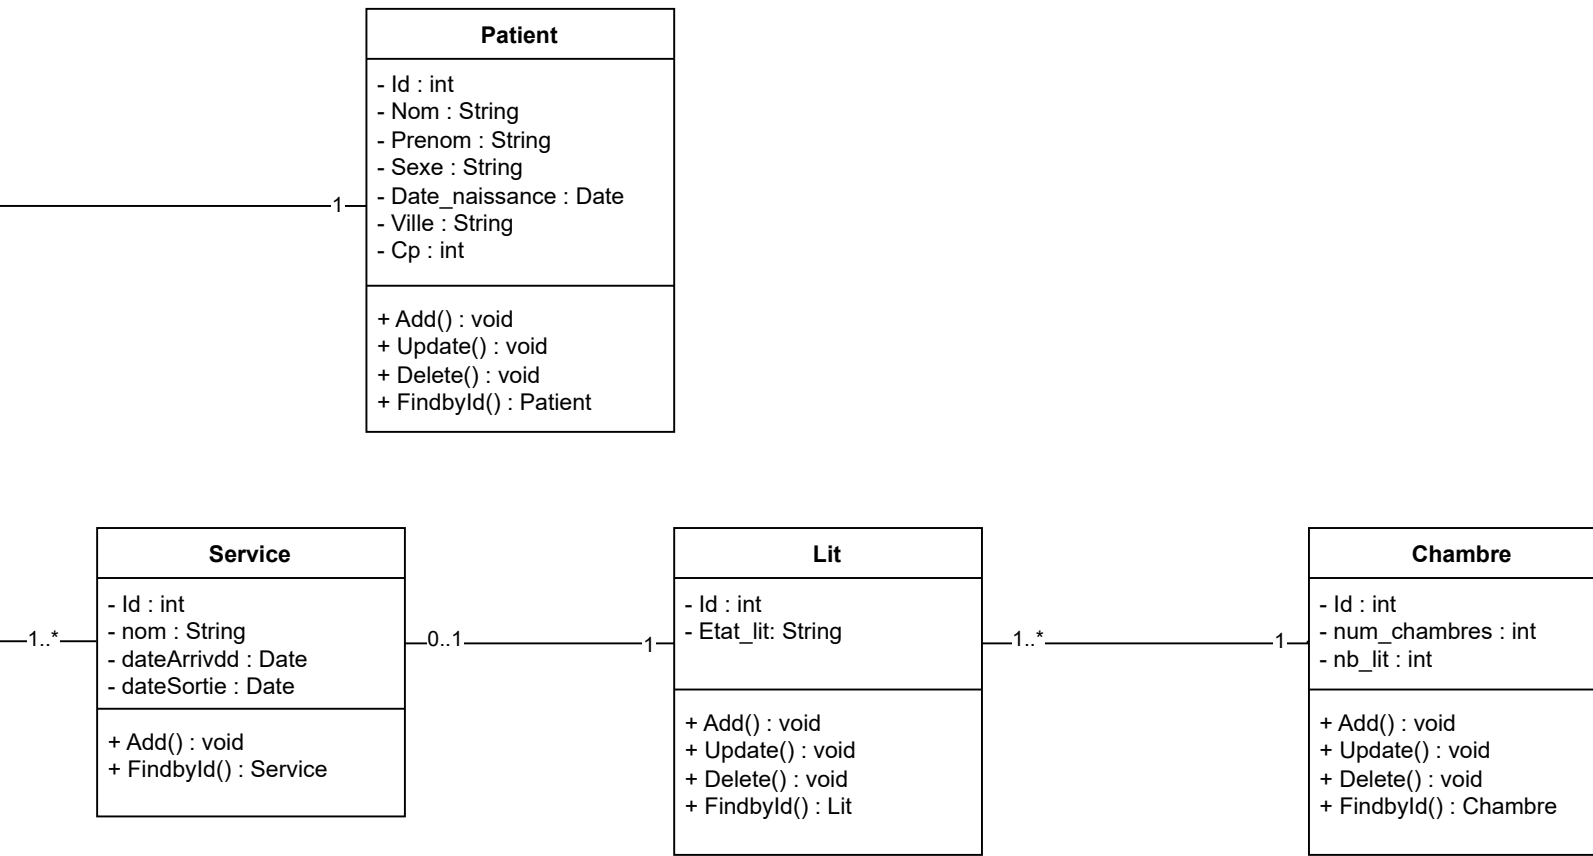 Patient
- Id : int
- Nom : String
- Prenom : String
- Sexe : String
- Date_naissance : Date
- Ville : String
- Cp : int
1
+ Add() : void
+ Update() : void
+ Delete() : void
+ FindbyId() : Patient
1..*
Service
- Id : int
- nom : String
- dateArrivdd : Date
- dateSortie : Date
+ Add() : void
+ FindbyId() : Service
0..1
1
Lit
- Id : int
- Etat_lit: String
+ Add() : void
+ Update() : void
+ Delete() : void
+ FindbyId() : Lit
1..*
1
Chambre
- Id : int
- num_chambres : int
- nb_lit : int
+ Add() : void
+ Update() : void
+ Delete() : void
+ FindbyId() : Chambre